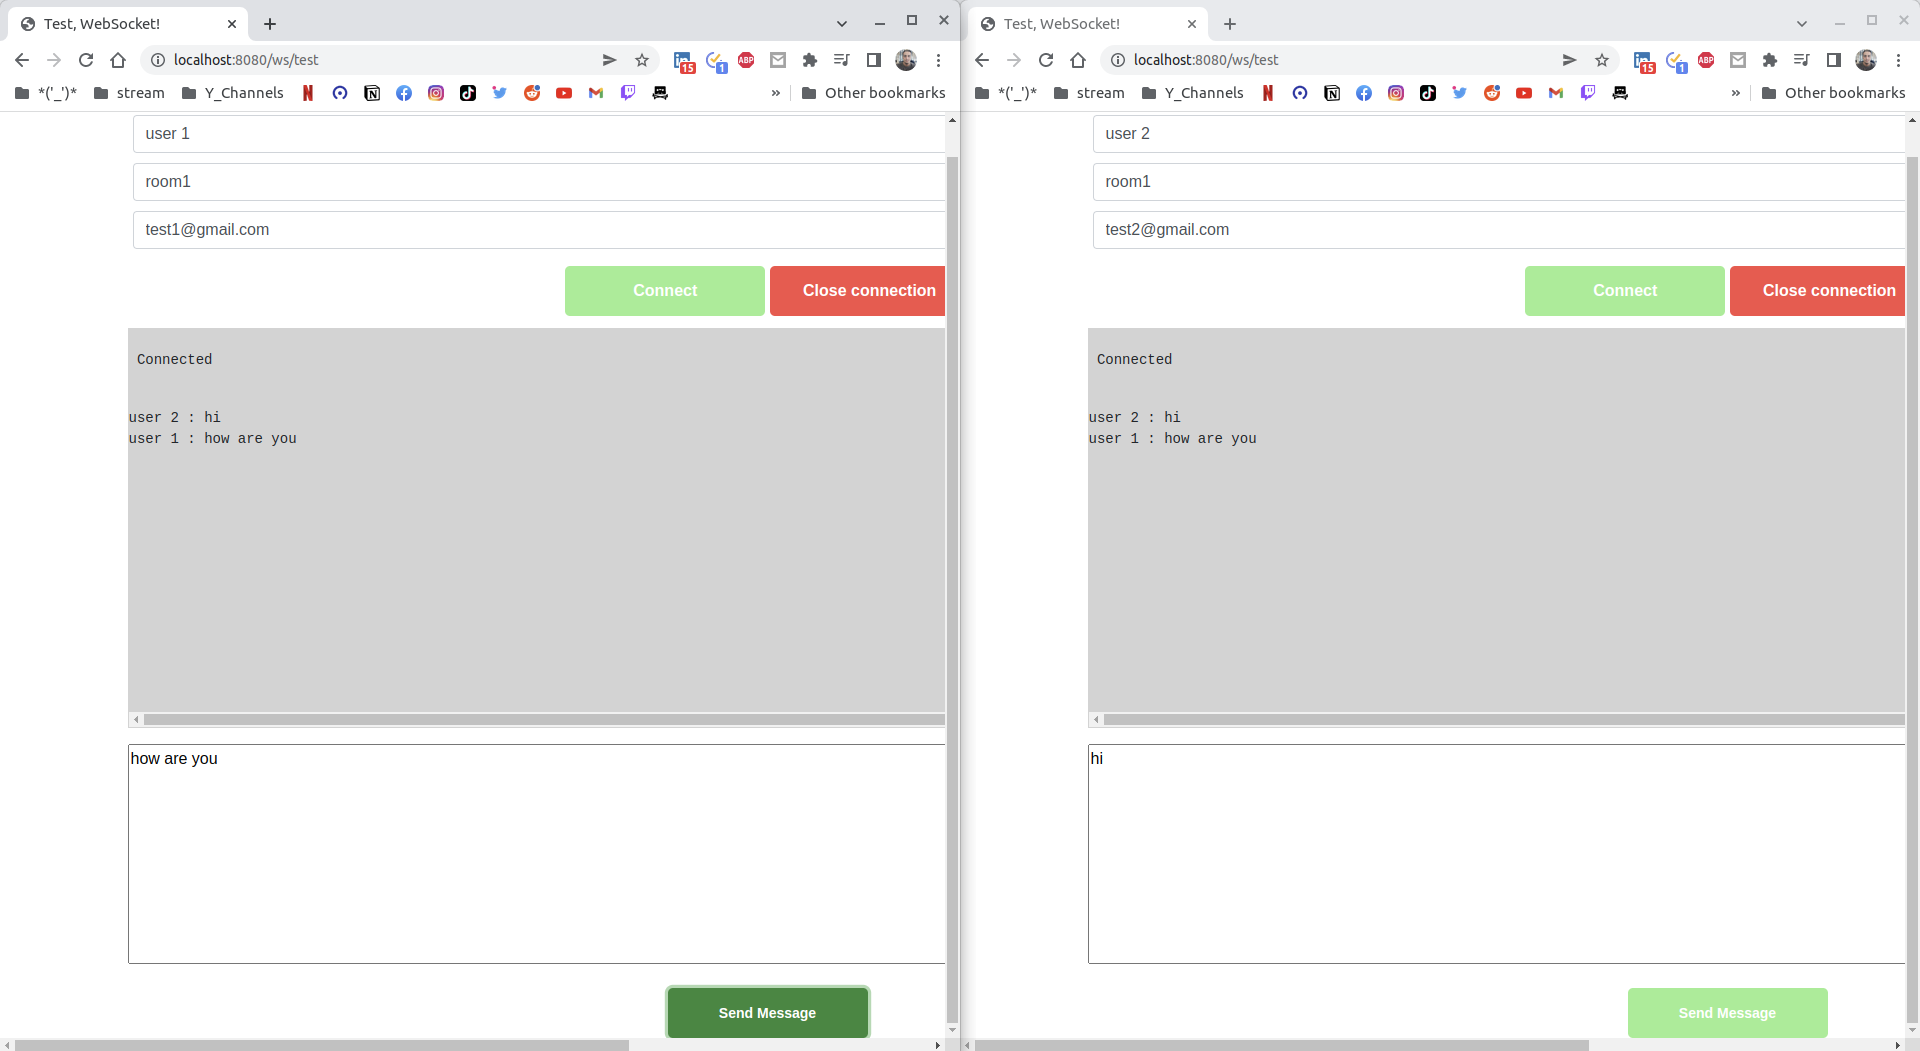 Test, WebSocket!
localhost:8080/ws/test
15
1
ABP
*('_')*
stream
Y_Channels
N
»
Other bookmarks
user 1
room1
test1@gmail.com
Connect
Close connection
Connected
user 2 : hi
user 1 : how are you
how are you
Send Message
Test, WebSocket!
localhost:8080/ws/test
15
1
ABP
*('_')*
stream
Y_Channels
N
»
Other bookmarks
user 2
room1
test2@gmail.com
Connect
Close connection
Connected
user 2 : hi
user 1 : how are you
hi
Send Message